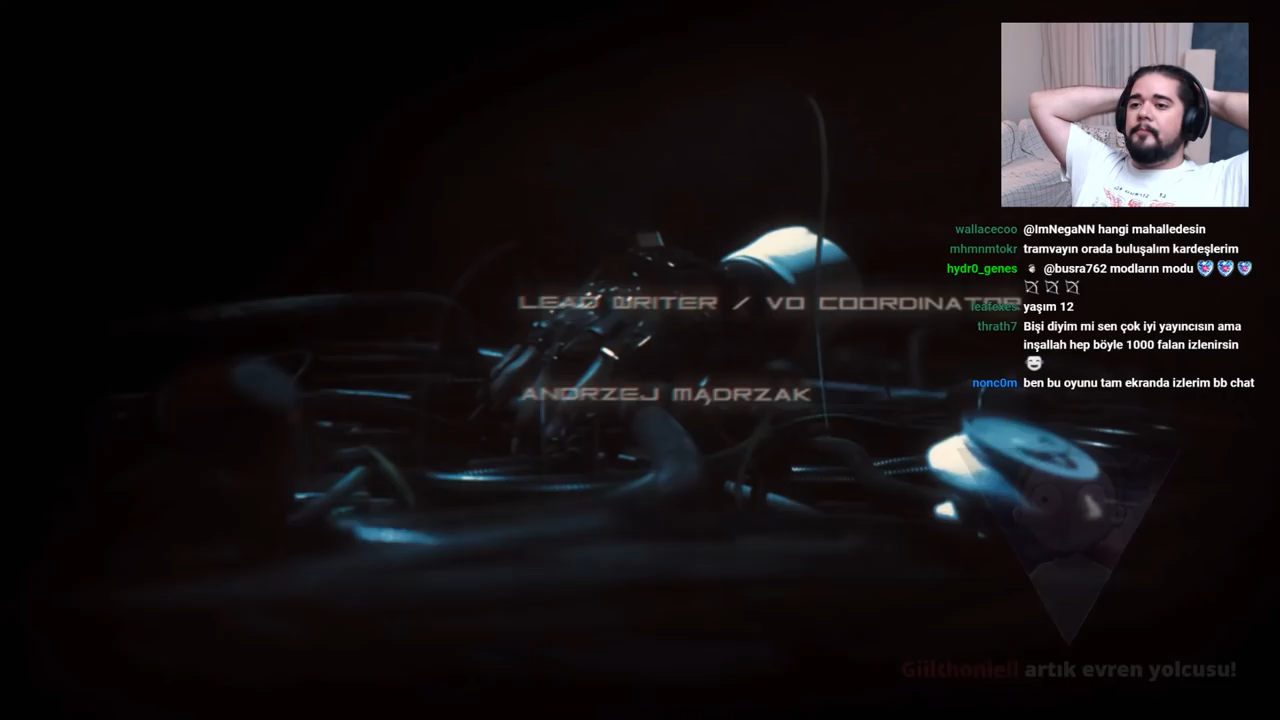 wallacecoo @ImNegaNN hangi mahalledesin
mhmnmtokr tramvayın orada buluşalım kardeşlerim
hydr0_genes @busra762 modların modu
LEAD WRITER / VO COORDINATOR
yaşım 12
thrath7 Bişi diyim mi sen çok iyi yayıncısın ama
inşallah hep böyle 1000 falan izlenirsin
nonc0m ben bu oyunu tam ekranda izlerim bb chat
ANDRZEJ MĄDRZAK
artık evren yolcusu!